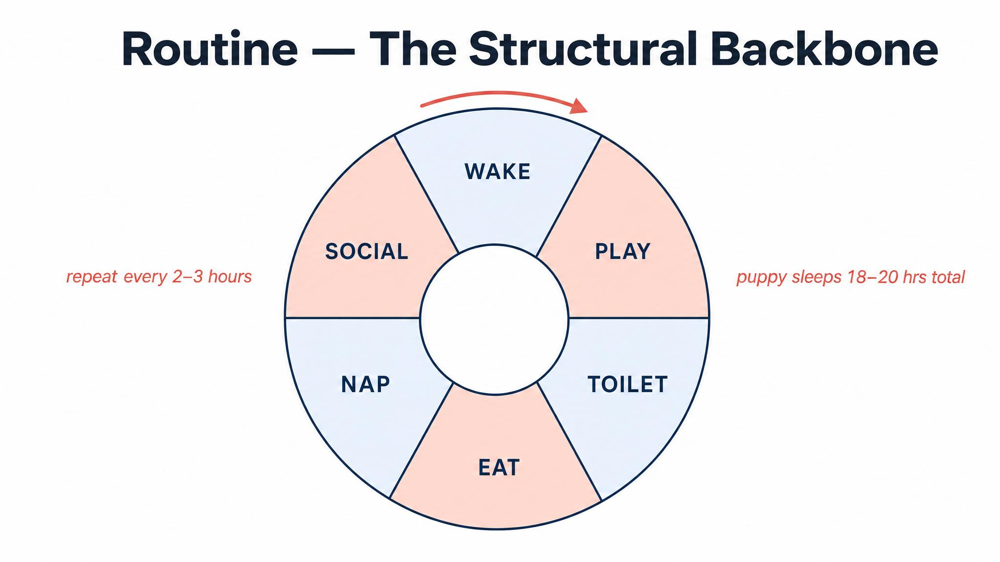 Routine — The Structural Backbone
WAKE
SOCIAL
PLAY
repeat every 2–3 hours
puppy sleeps 18–20 hrs total
NAP
TOILET
EAT